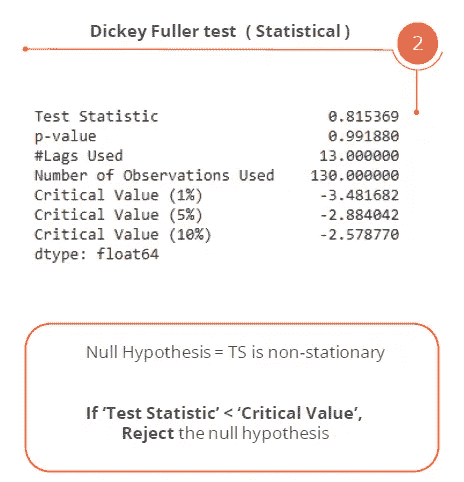 Dickey Fuller test ( Statistical )
2
Test Statistic 0.815369
p-value 0.991880
#Lags Used 13.000000
Number of Observations Used 130.000000
Critical Value (1%) -3.481682
Critical Value (5%) -2.884042
Critical Value (10%) -2.578770
dtype: float64
Null Hypothesis = TS is non-stationary
If ‘Test Statistic’ < ‘Critical Value’,
Reject the null hypothesis